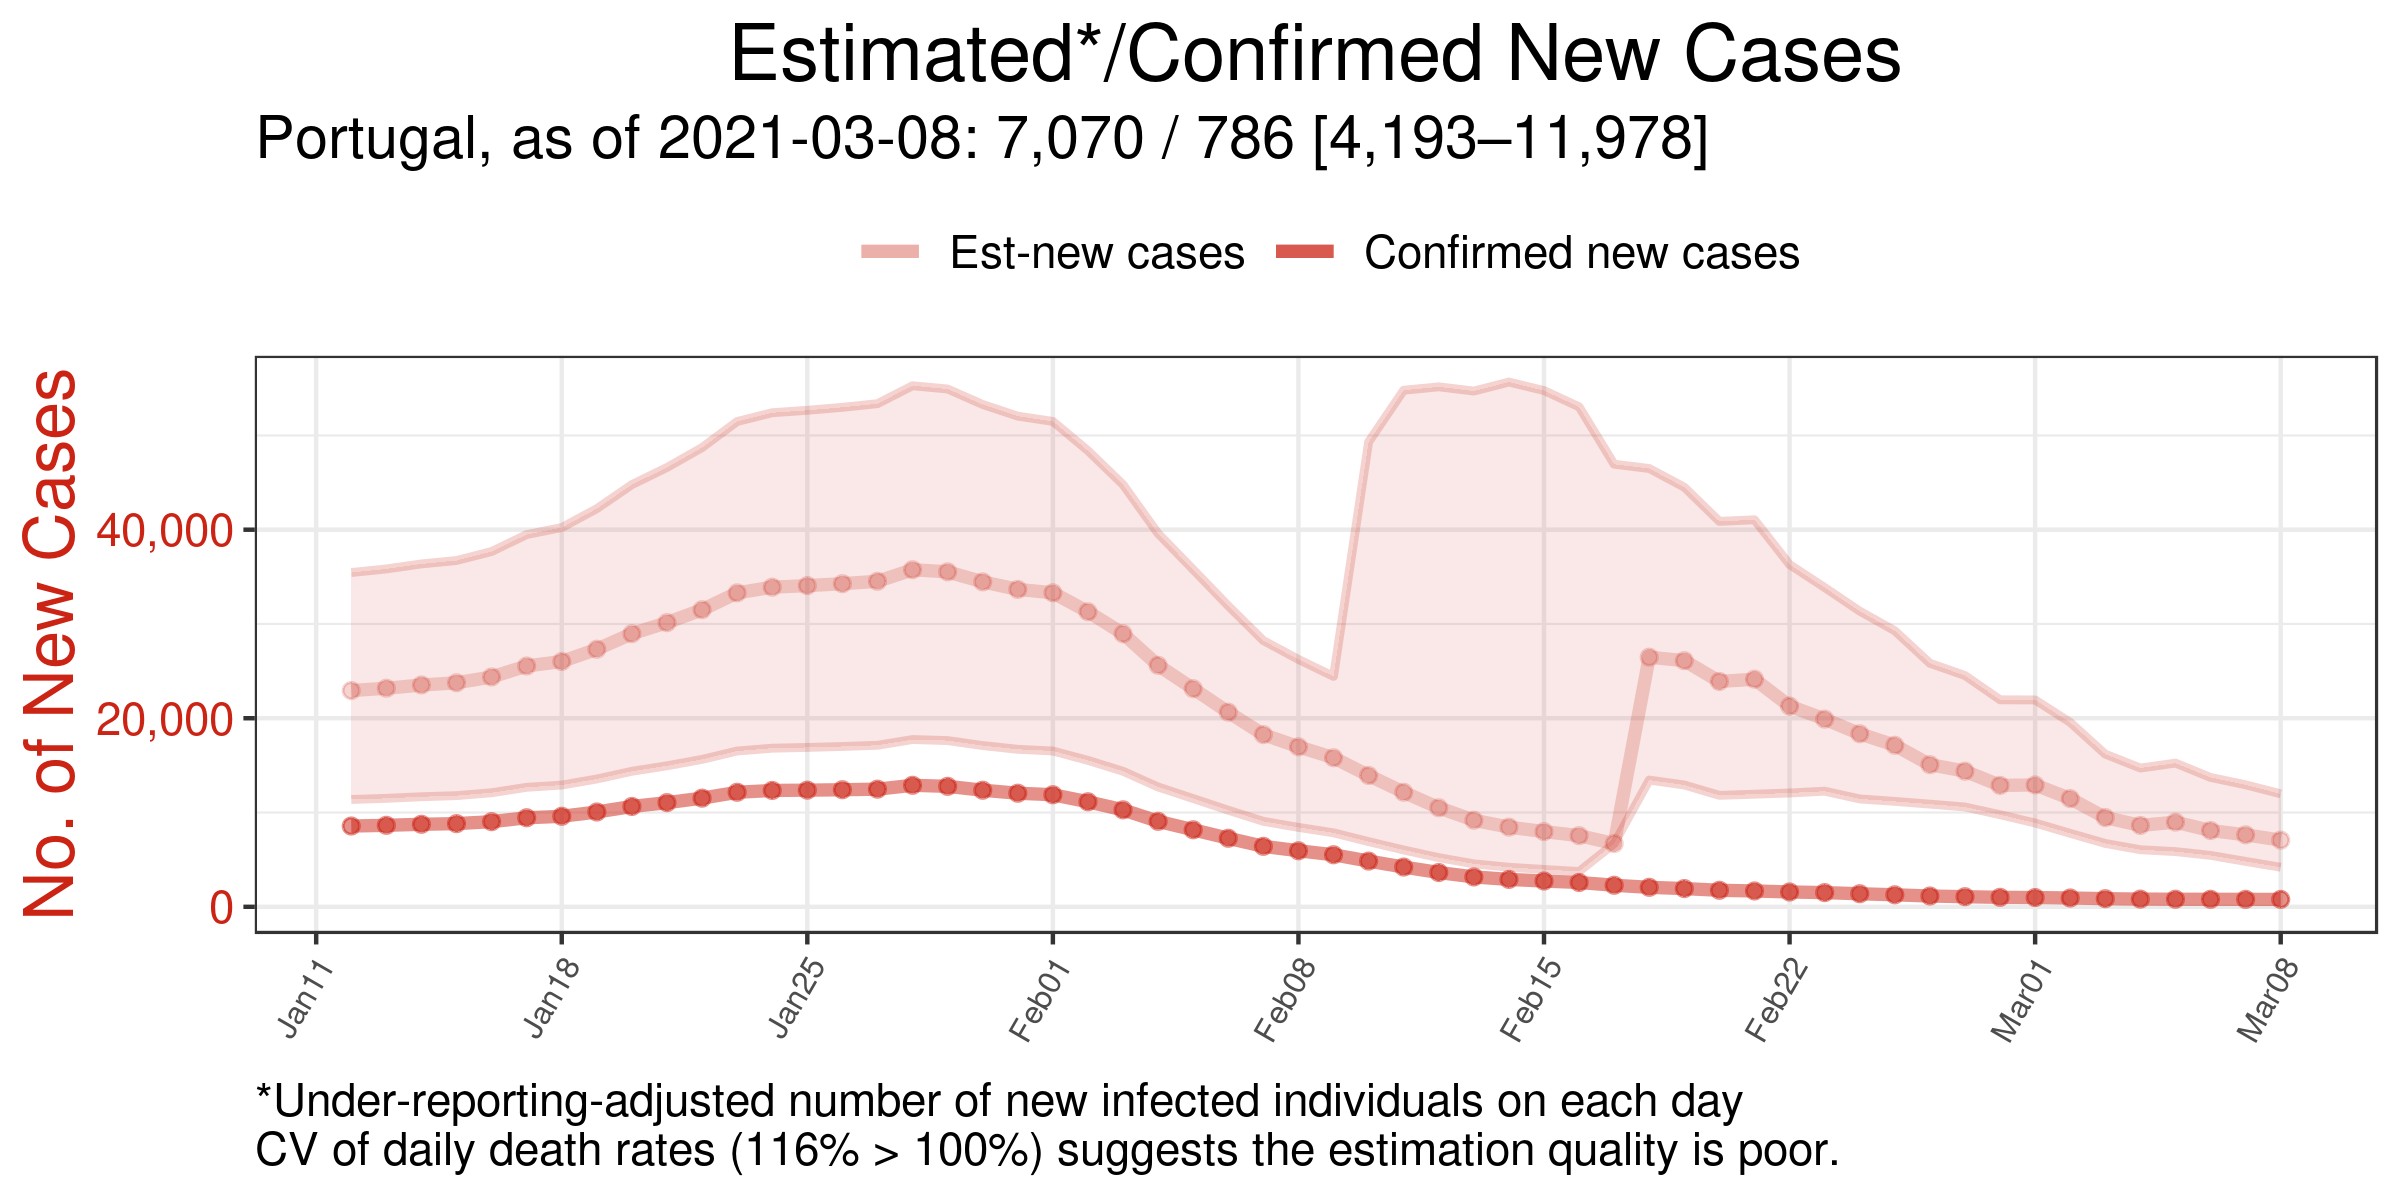 Estimated*/Confirmed New Cases
Portugal, as of 2021-03-08: 7,070 / 786 [4,193–11,978]
Est-new cases
Confirmed new cases
No. of New Cases
40,000
20,000
0
Jan11
Jan18
Jan25
Feb01
Feb08
Feb15
Feb22
Mar01
Mar08
*Under-reporting-adjusted number of new infected individuals on each day
CV of daily death rates (116% > 100%) suggests the estimation quality is poor.